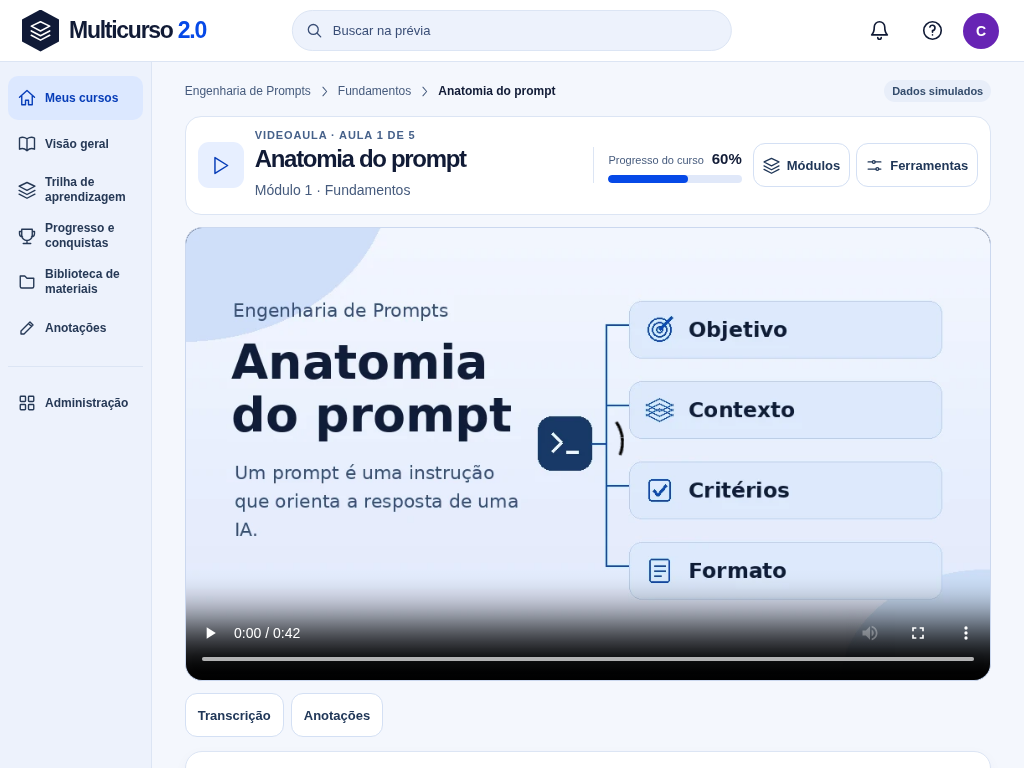 Multicurso 2.0
Buscar na prévia
C
Meus cursos
Visão geral
Trilha de
aprendizagem
Progresso e
conquistas
Biblioteca de
materiais
Anotações
Administração
Engenharia de Prompts
Fundamentos
Anatomia do prompt
Dados simulados
VIDEOAULA · AULA 1 DE 5
Anatomia do prompt
Módulo 1 · Fundamentos
Progresso do curso 60%
Módulos
Ferramentas
Engenharia de Prompts
Anatomia
do prompt
Um prompt é uma instrução
que orienta a resposta de uma
IA.
)
Objetivo
Contexto
Critérios
Formato
0:00 / 0:42
Transcrição
Anotações